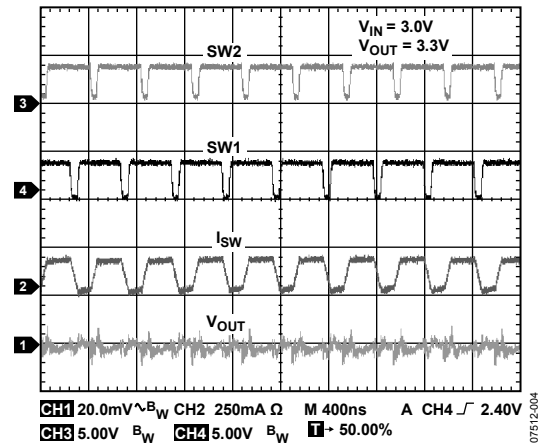 SW2
VIN = 3.0V
VOUT = 3.3V
3
SW1
4
ISW
2
VOUT
1
CH1 20.0mV BW CH2 250mA Ω M 400ns A CH4 2.40V
CH3 5.00V BW CH4 5.00V BW T → 50.00%
07512-004